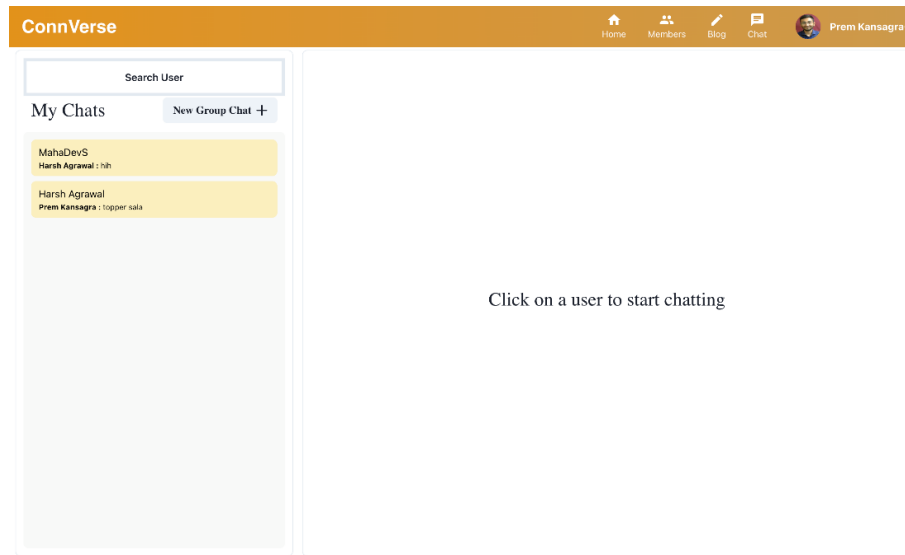 ConnVerse
Home
Members
Blog
Chat
Prem Kansagra
Search User
My Chats
New Group Chat +
MahaDevS
Harsh Agrawal : hih
Harsh Agrawal
Prem Kansagra : topper sala
Click on a user to start chatting